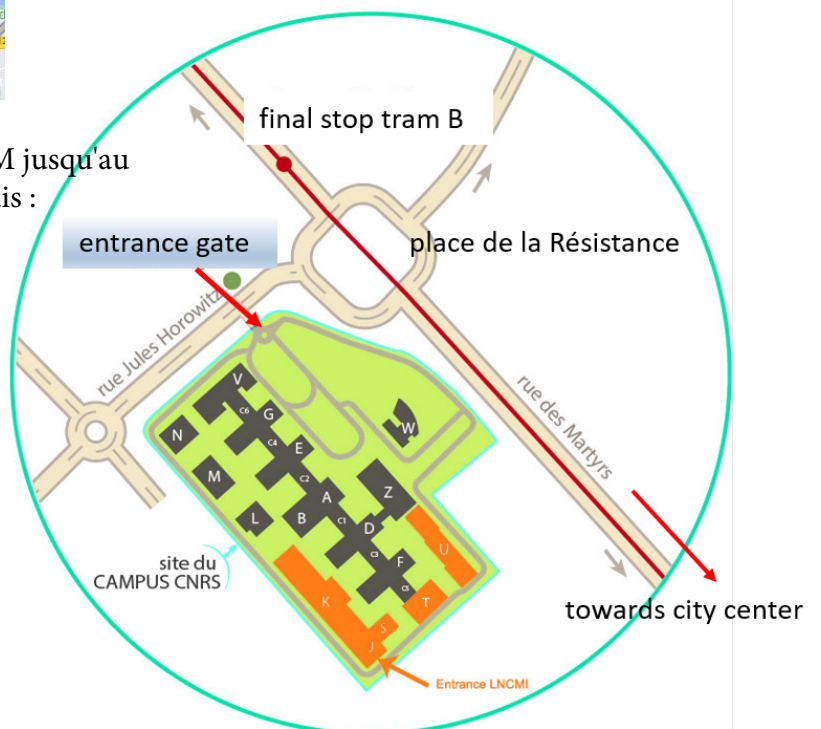 final stop tram B
M jusqu'au
is :
entrance gate
place de la Résistance
rue Jules Horowitz
rue des Martyrs
V
C6
G
N
C4
E
W
M
C2
A
Z
L
B
C1
D
U
C3
F
site du
CAMPUS CNRS
C5
K
T
S
J
towards city center
Entrance LNCMI